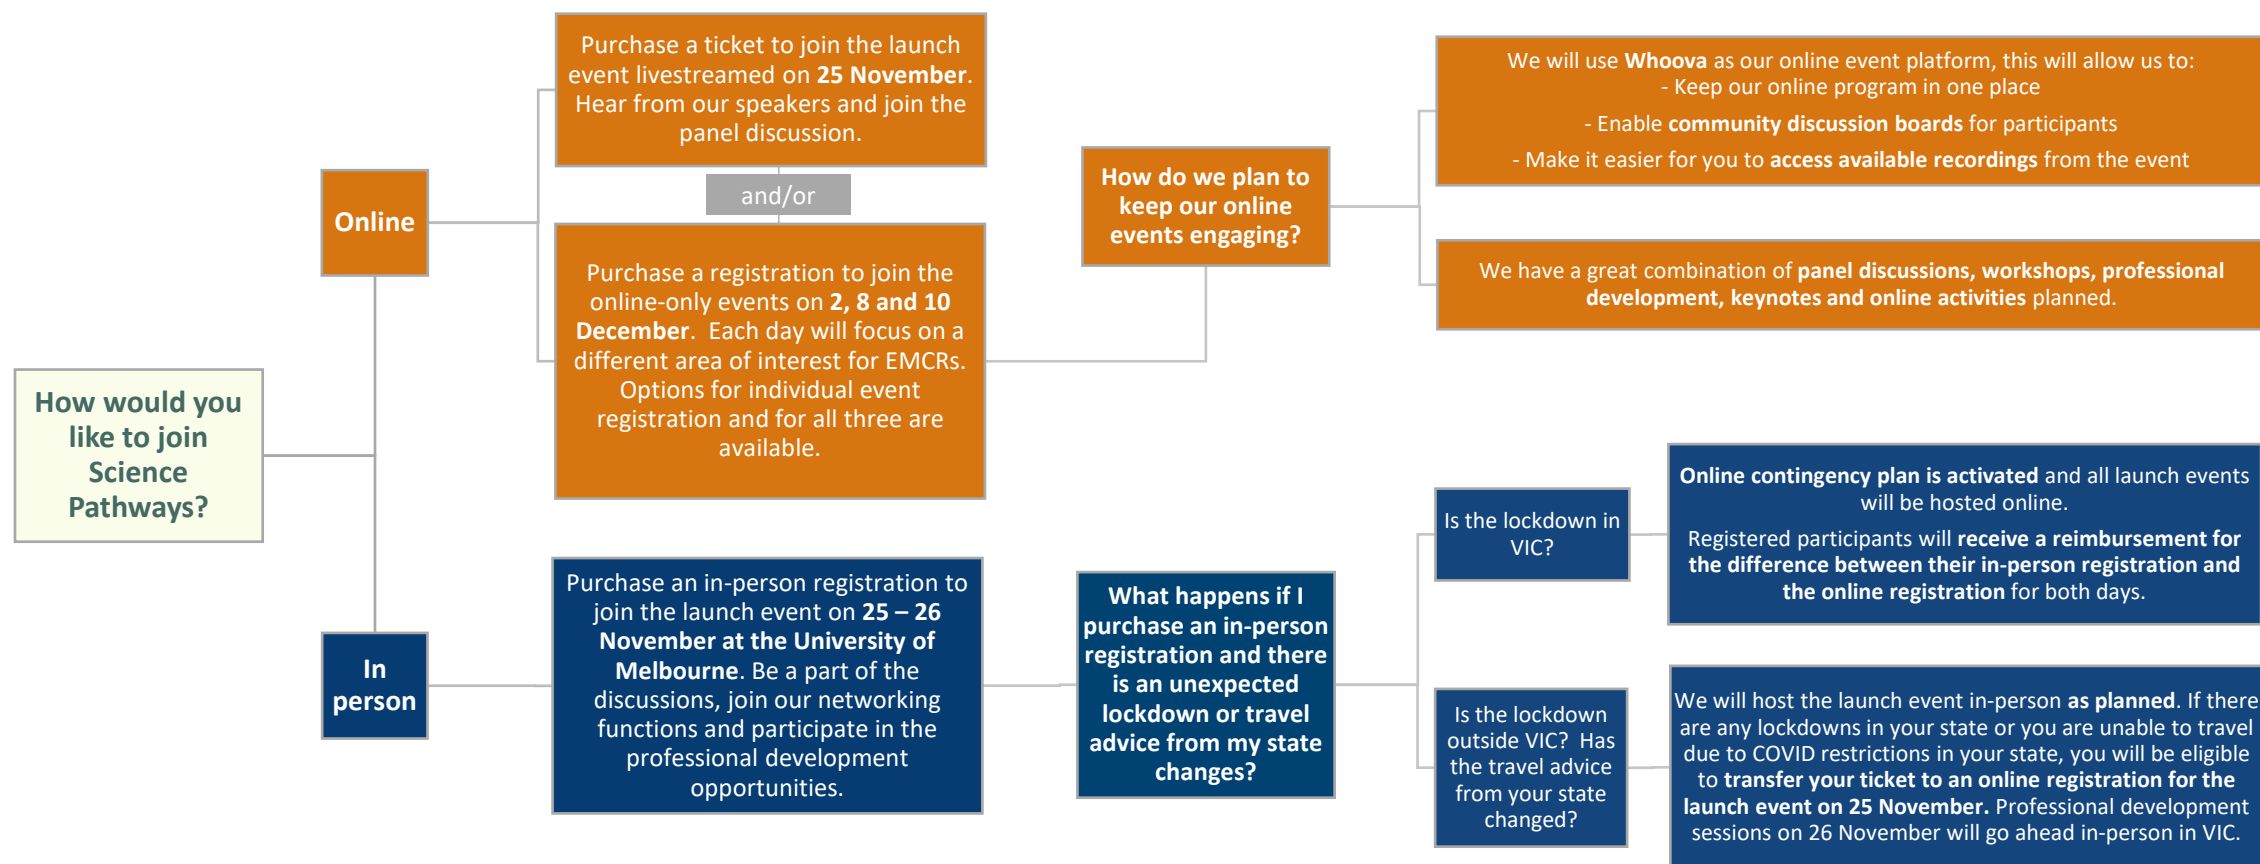 How would you
like to join
Science
Pathways?
Online
Purchase a ticket to join the launch
event livestreamed on 25 November.
Hear from our speakers and join the
panel discussion.
and/or
Purchase a registration to join the
online-only events on 2, 8 and 10
December.  Each day will focus on a
different area of interest for EMCRs.
Options for individual event
registration and for all three are
available.
How do we plan to
keep our online
events engaging?
We will use Whoova as our online event platform, this will allow us to:
- Keep our online program in one place
- Enable community discussion boards for participants
- Make it easier for you to access available recordings from the event
We have a great combination of panel discussions, workshops, professional
development, keynotes and online activities planned.
In
person
Purchase an in-person registration to
join the launch event on 25 – 26
November at the University of
Melbourne. Be a part of the
discussions, join our networking
functions and participate in the
professional development
opportunities.
What happens if I
purchase an in-person
registration and there
is an unexpected
lockdown or travel
advice from my state
changes?
Is the lockdown in
VIC?
Online contingency plan is activated and all launch events
will be hosted online.
Registered participants will receive a reimbursement for
the difference between their in-person registration and
the online registration for both days.
Is the lockdown
outside VIC?  Has
the travel advice
from your state
changed?
We will host the launch event in-person as planned. If there
are any lockdowns in your state or you are unable to travel
due to COVID restrictions in your state, you will be eligible
to transfer your ticket to an online registration for the
launch event on 25 November. Professional development
sessions on 26 November will go ahead in-person in VIC.